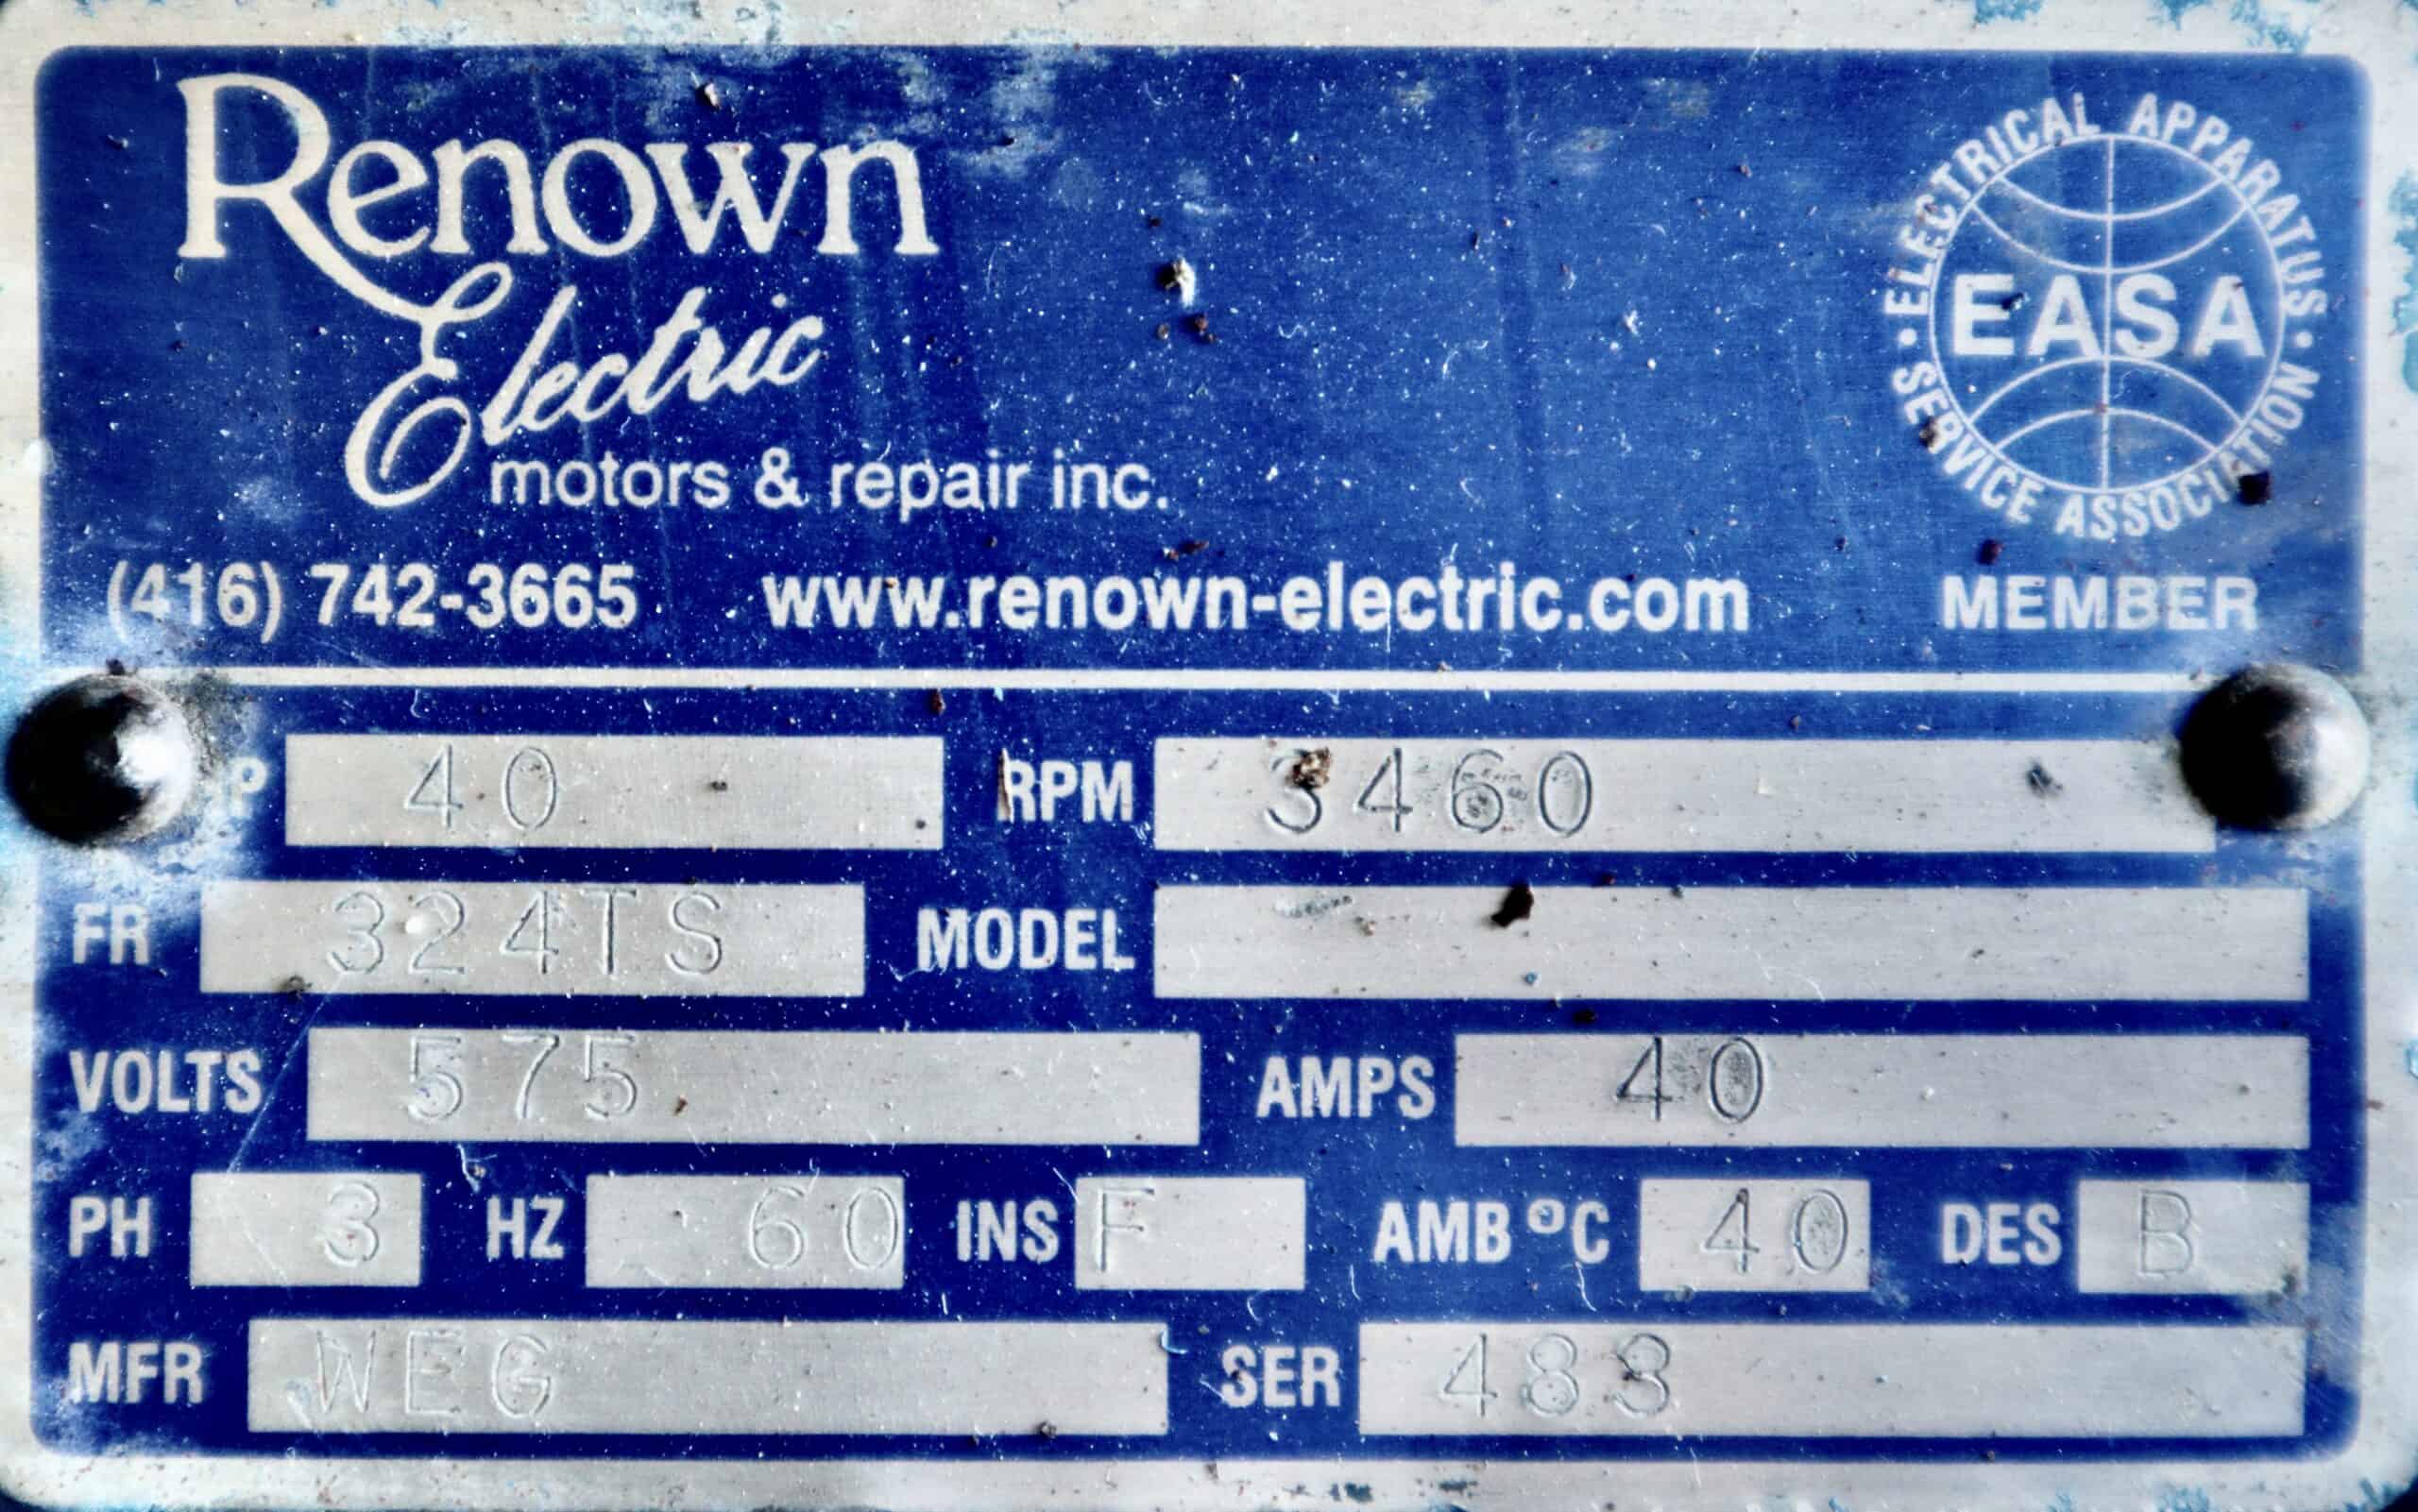 Renown
Electric
motors & repair inc.
ELECTRICAL APPARATUS · SERVICE ASSOCIATION ·
EASA
(416) 742-3665 www.renown-electric.com MEMBER
P 40 RPM 3460
FR 324TS MODEL
VOLTS 575 AMPS 40
PH 3 HZ 60 INS F AMB °C 40 DES B
MFR WEG SER 483